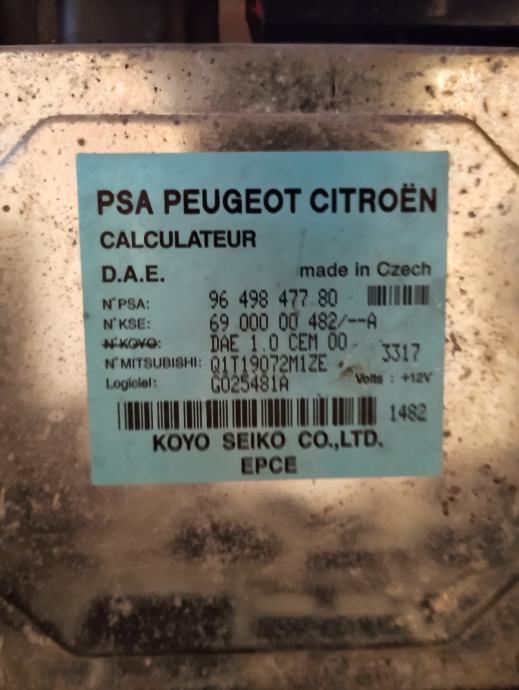 PSA PEUGEOT CITROËN
CALCULATEUR
D.A.E. made in Czech
N°PSA: 96 498 477 80
N°KSE: 69 000 00 482/--A
N°KOYO: DAE 1.0 CEM 00
N°MITSUBISHI: Q1T19072M1ZE 3317
Logiciel: G025481A Volts : +12V
1482
KOYO SEIKO CO.,LTD.
EPCE